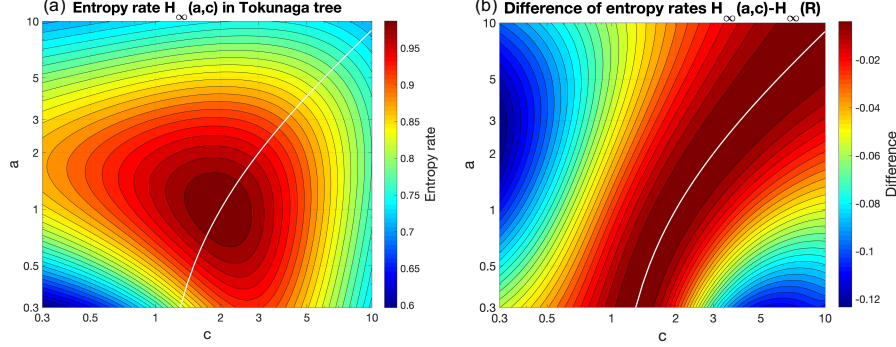 (a) Entropy rate H∞(a,c) in Tokunaga tree
10
5
3
2
1
0.5
0.3
a
0.3 0.5 1 2 3 5 10
c
0.95
0.9
0.85
0.8
0.75
0.7
0.65
0.6
Entropy rate
(b) Difference of entropy rates H∞(a,c)-H∞(R)
10
5
3
2
1
0.5
0.3
a
0.3 0.5 1 2 3 5 10
c
-0.02
-0.04
-0.06
-0.08
-0.1
-0.12
Difference